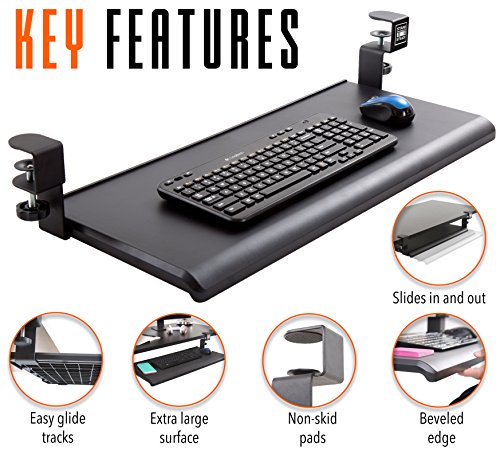 KEY FEATURES
Slides in and out
Easy glide
tracks
Extra large
surface
Non-skid
pads
Beveled
edge